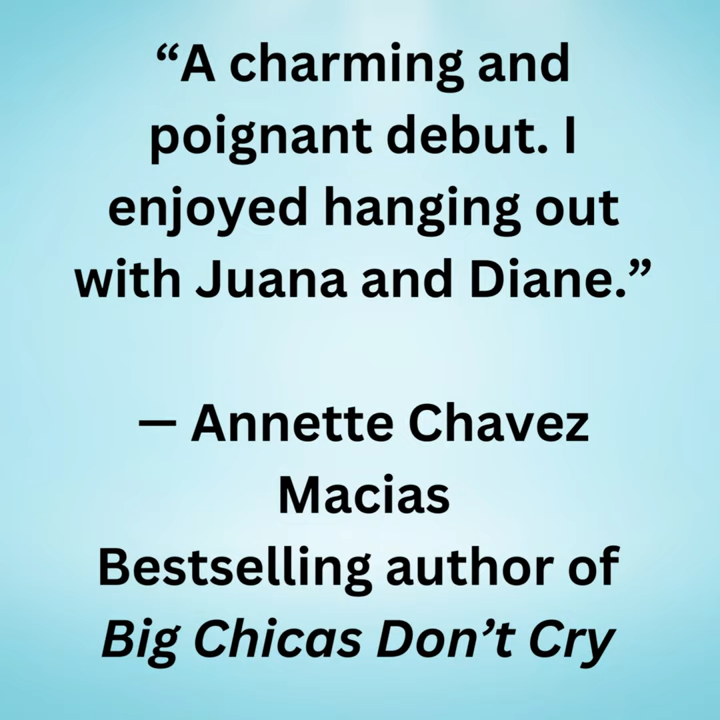 “A charming and
poignant debut. I
enjoyed hanging out
with Juana and Diane.”
— Annette Chavez
Macias
Bestselling author of
Big Chicas Don’t Cry